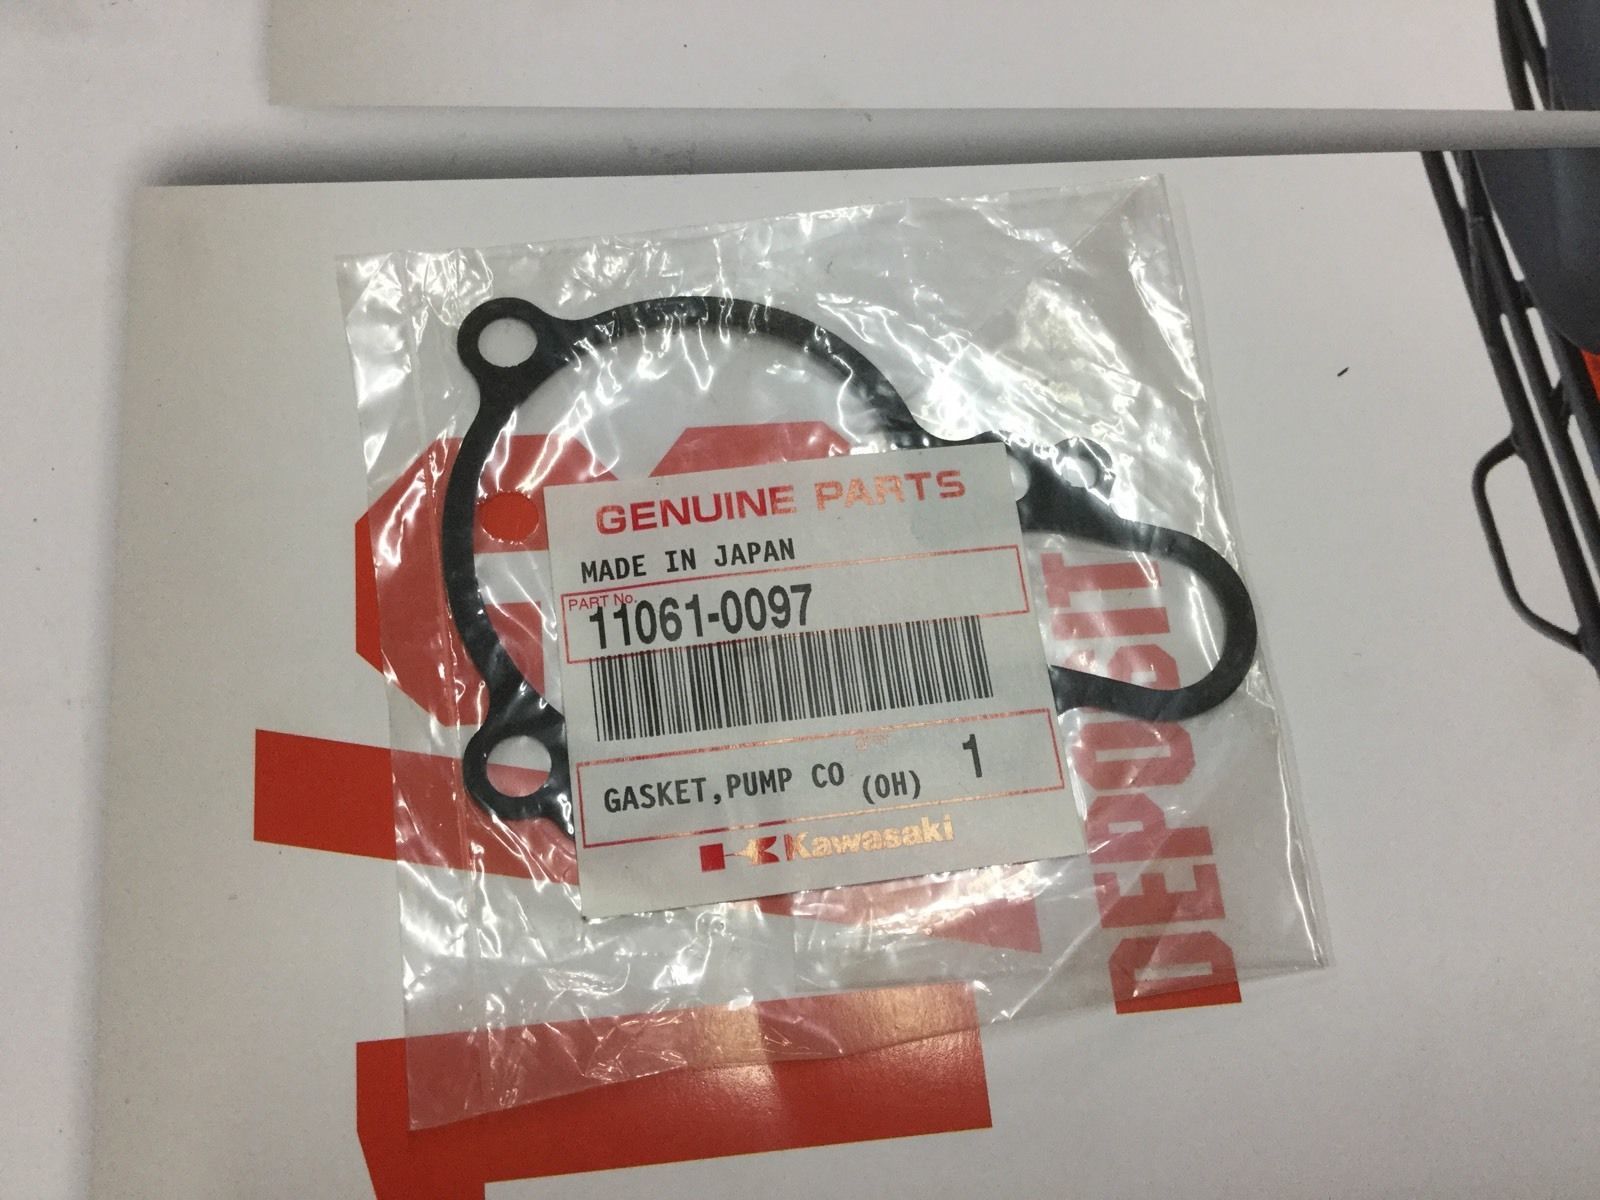 GENUINE PARTS
MADE IN JAPAN
PART No.
11061-0097
GASKET,PUMP CO (OH) 1
Kawasaki
DEPOSIT